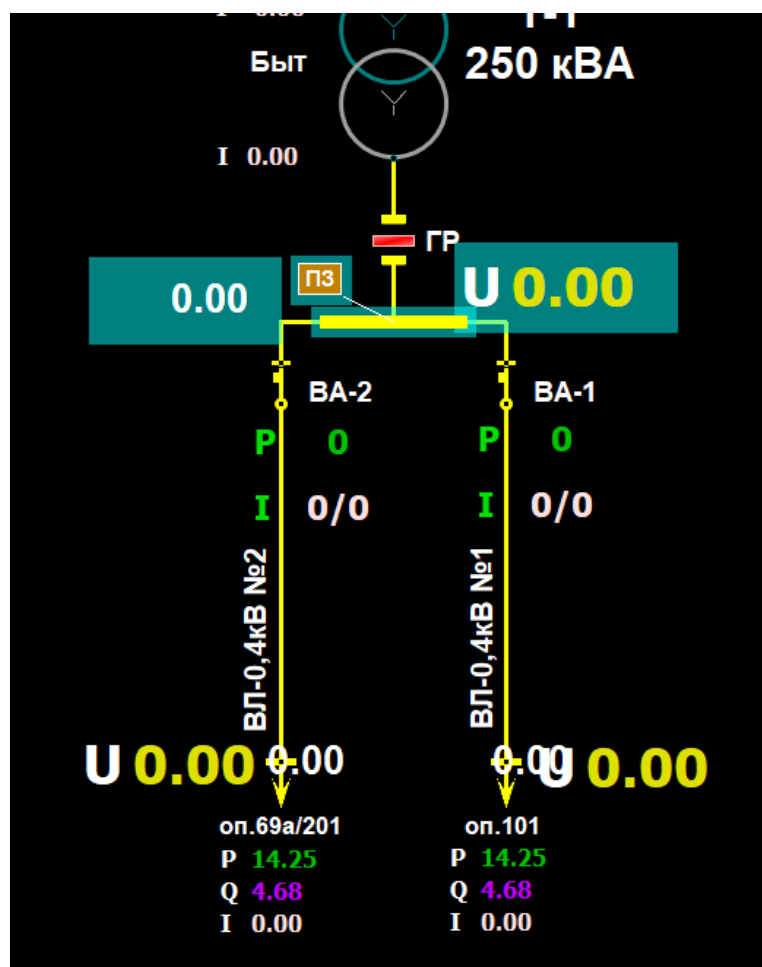 Быт
250 кВА
I 0.00
ГР
0.00
ПЗ
U 0.00
ВА-2
ВА-1
P 0
P 0
I 0/0
I 0/0
ВЛ-0,4кВ №2
ВЛ-0,4кВ №1
U 0.00
0.00
0.00
U 0.00
оп.69а/201
оп.101
P 14.25
P 14.25
Q 4.68
Q 4.68
I 0.00
I 0.00